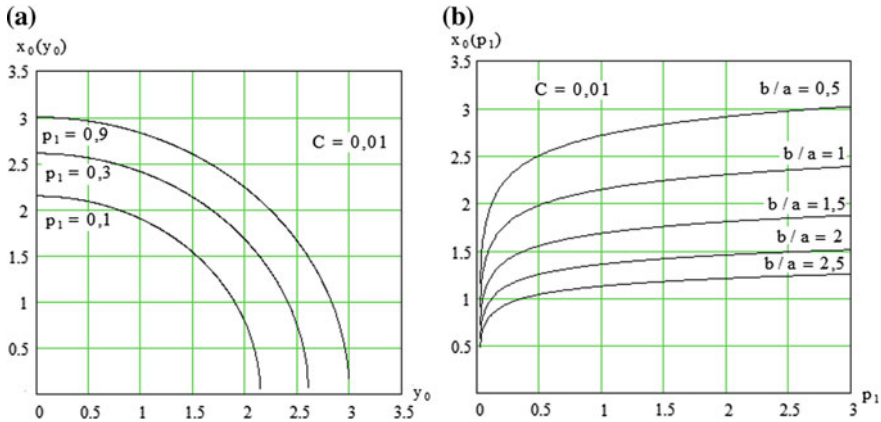 (a)
x₀(y₀)
3.5
3
2.5
2
1.5
1
0.5
0 0.5 1 1.5 2 2.5 3 3.5
y₀
p₁ = 0,9
p₁ = 0,3
p₁ = 0,1
C = 0,01
(b)
x₀(p₁)
3.5
3
2.5
2
1.5
1
0.5
0 0.5 1 1.5 2 2.5 3
p₁
C = 0,01
b / a = 0,5
b / a = 1
b / a = 1,5
b / a = 2
b / a = 2,5